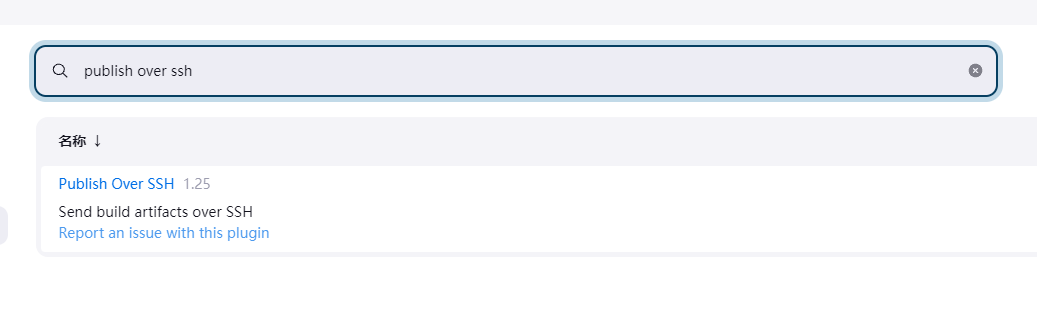 publish over ssh
名称 ↓
Publish Over SSH 1.25
Send build artifacts over SSH
Report an issue with this plugin